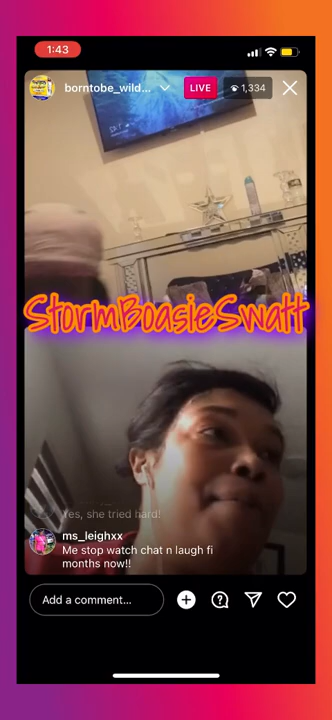 1:43
borntobe_wild...
LIVE
1,334
StormBoasieSwatt
Yes, she tried hard!
ms_leighxx
Me stop watch chat n laugh fi
months now!!
Add a comment...